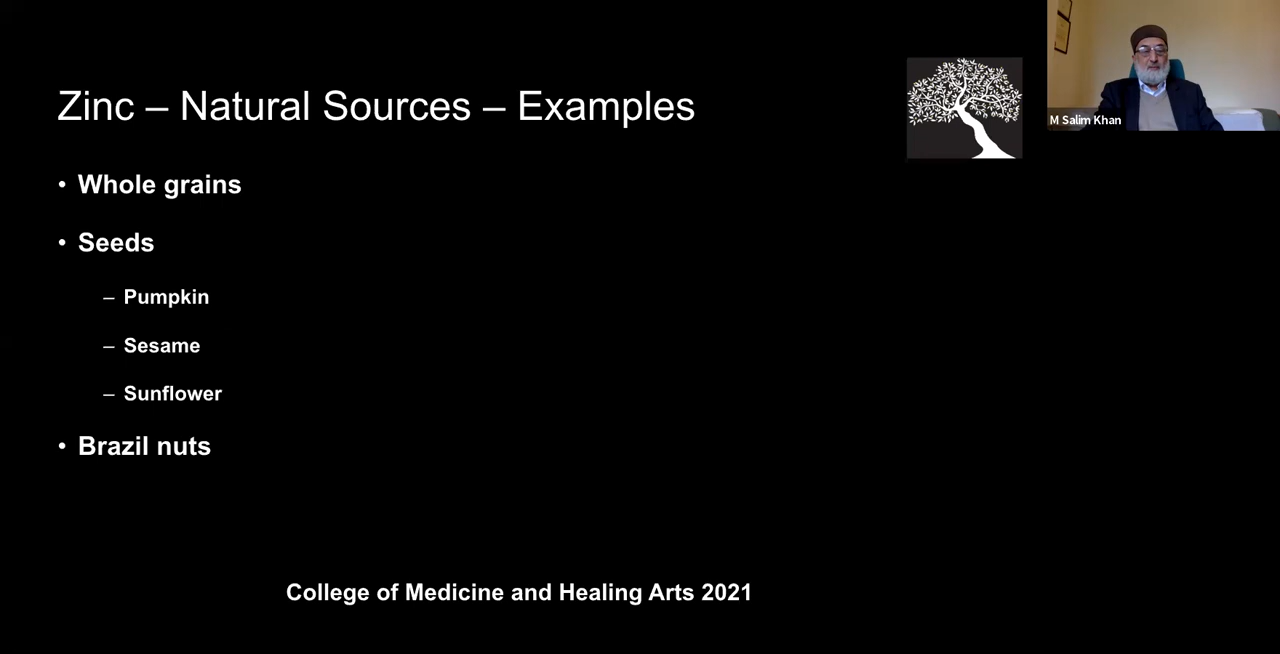 Zinc – Natural Sources – Examples
M Salim Khan
• Whole grains
• Seeds
– Pumpkin
– Sesame
– Sunflower
• Brazil nuts
College of Medicine and Healing Arts 2021